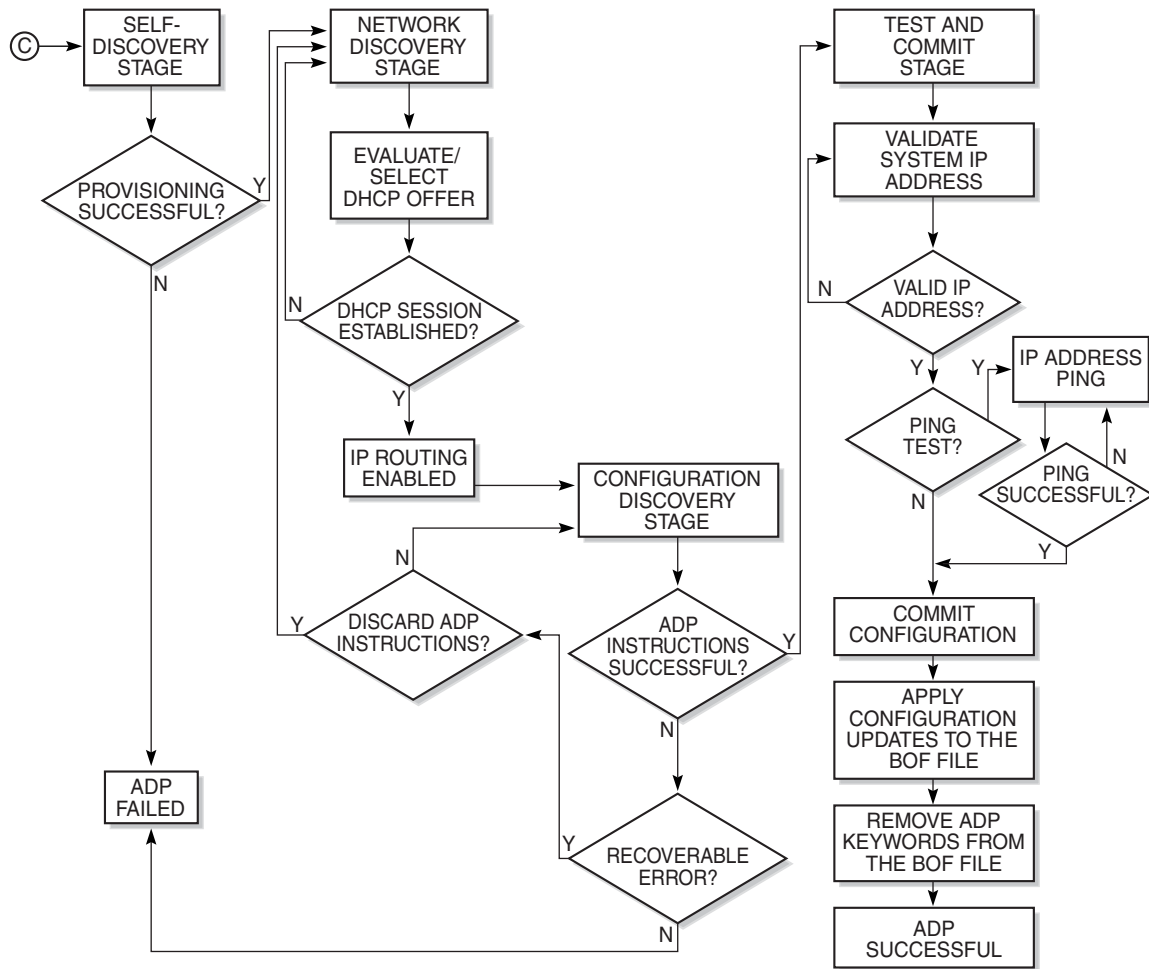 C
SELF-
DISCOVERY
STAGE
PROVISIONING
SUCCESSFUL?
Y
N
ADP
FAILED
NETWORK
DISCOVERY
STAGE
EVALUATE/
SELECT
DHCP OFFER
DHCP SESSION
ESTABLISHED?
N
Y
IP ROUTING
ENABLED
CONFIGURATION
DISCOVERY
STAGE
N
DISCARD ADP
INSTRUCTIONS?
Y
ADP
INSTRUCTIONS
SUCCESSFUL?
Y
N
RECOVERABLE
ERROR?
Y
N
TEST AND
COMMIT
STAGE
VALIDATE
SYSTEM IP
ADDRESS
VALID IP
ADDRESS?
N
Y
PING
TEST?
Y
N
IP ADDRESS
PING
PING
SUCCESSFUL?
N
Y
COMMIT
CONFIGURATION
APPLY
CONFIGURATION
UPDATES TO THE
BOF FILE
REMOVE ADP
KEYWORDS FROM
THE BOF FILE
ADP
SUCCESSFUL